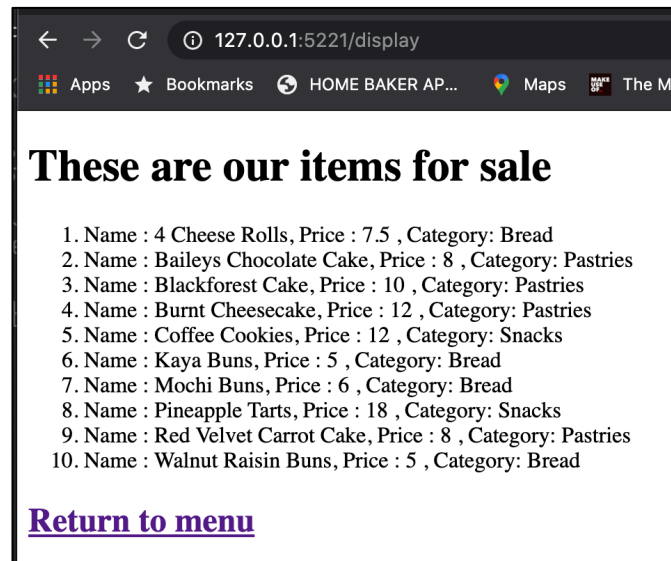 127.0.0.1:5221/display
Apps Bookmarks HOME BAKER AP... Maps MAKE USE OF The M
These are our items for sale
1. Name : 4 Cheese Rolls, Price : 7.5 , Category: Bread
2. Name : Baileys Chocolate Cake, Price : 8 , Category: Pastries
3. Name : Blackforest Cake, Price : 10 , Category: Pastries
4. Name : Burnt Cheesecake, Price : 12 , Category: Pastries
5. Name : Coffee Cookies, Price : 12 , Category: Snacks
6. Name : Kaya Buns, Price : 5 , Category: Bread
7. Name : Mochi Buns, Price : 6 , Category: Bread
8. Name : Pineapple Tarts, Price : 18 , Category: Snacks
9. Name : Red Velvet Carrot Cake, Price : 8 , Category: Pastries
10. Name : Walnut Raisin Buns, Price : 5 , Category: Bread
Return to menu